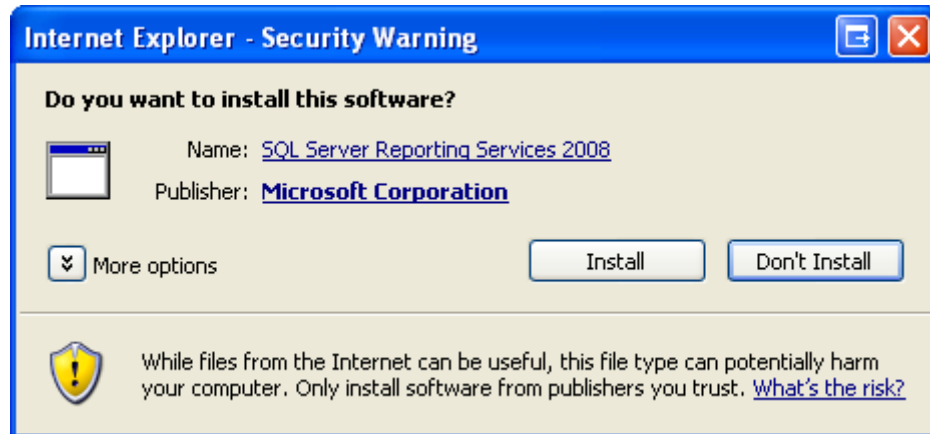 Internet Explorer - Security Warning
Do you want to install this software?
Name: SQL Server Reporting Services 2008
Publisher: Microsoft Corporation
More options Install Don't Install
While files from the Internet can be useful, this file type can potentially harm
your computer. Only install software from publishers you trust. What's the risk?